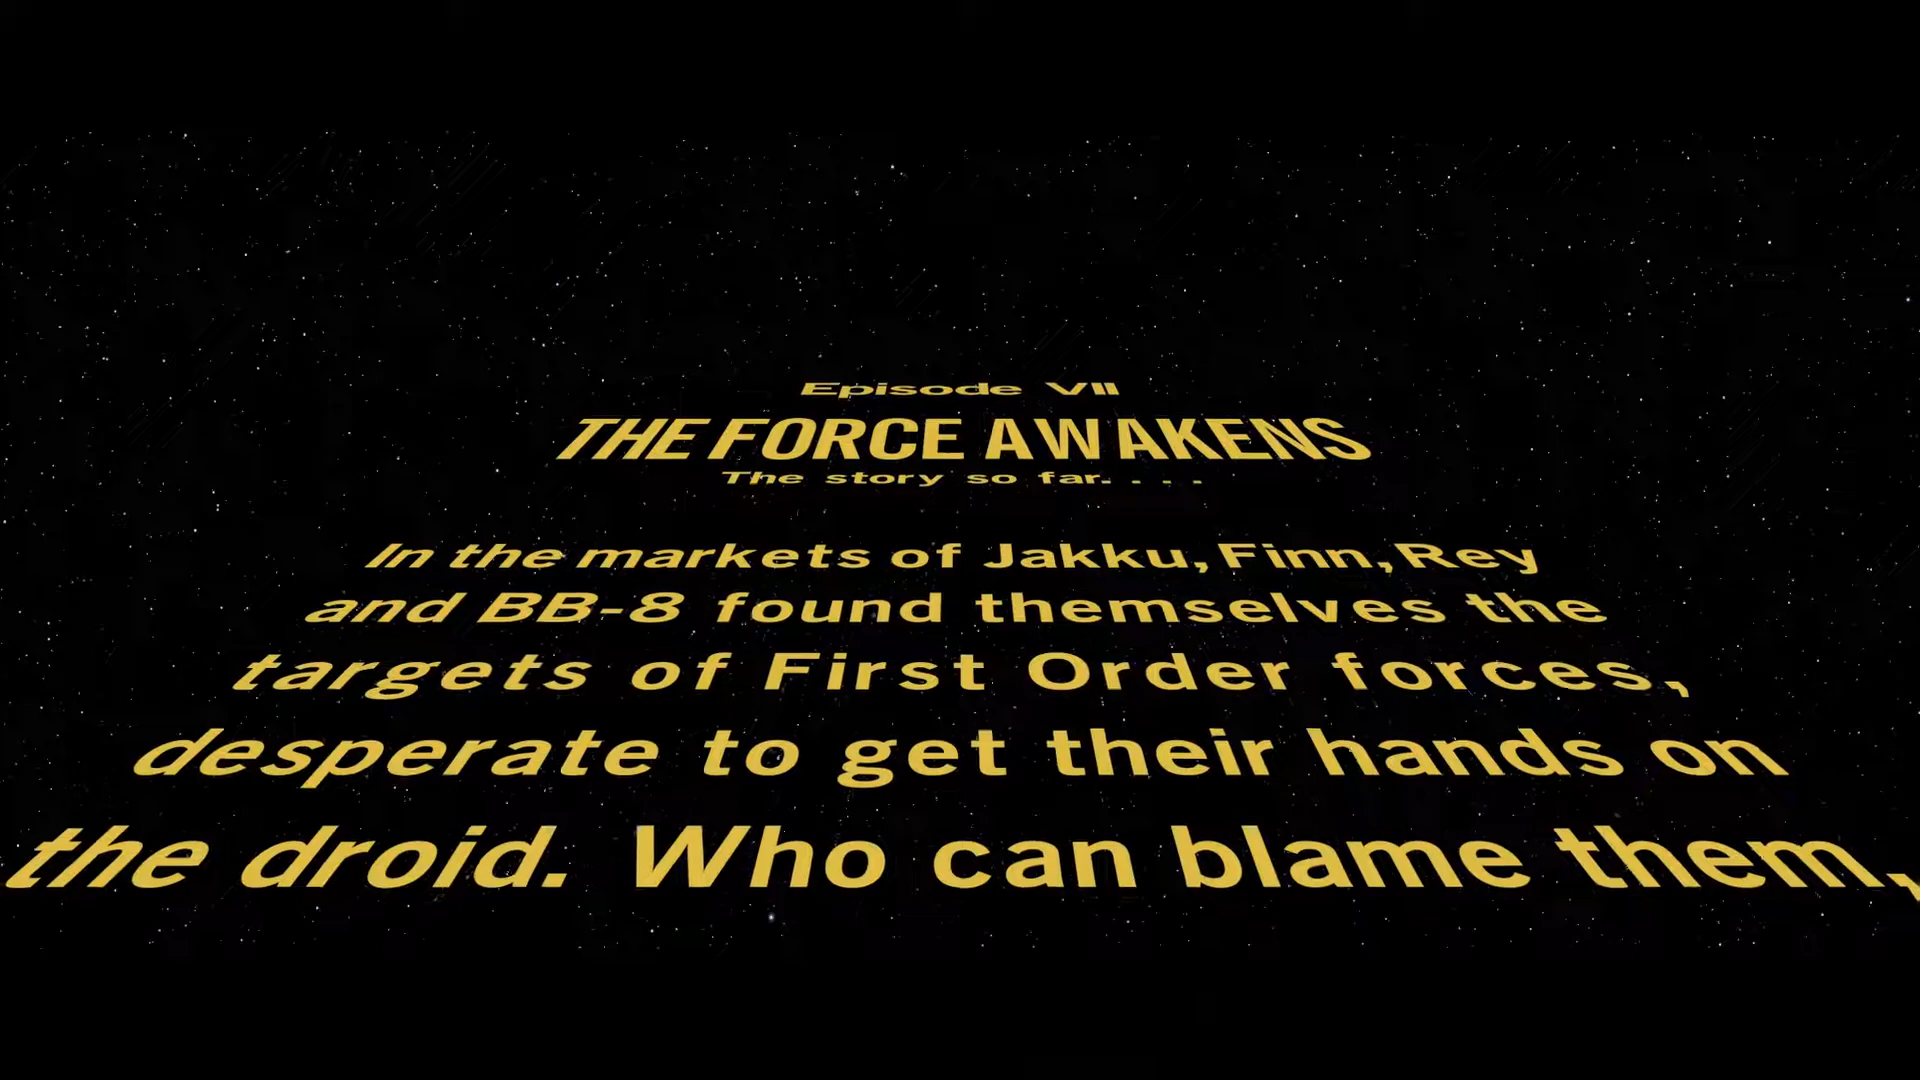 Episode VII
THE FORCE AWAKENS
The story so far. . . .
In the markets of Jakku, Finn, Rey
and BB-8 found themselves the
targets of First Order forces,
desperate to get their hands on
the droid. Who can blame them,